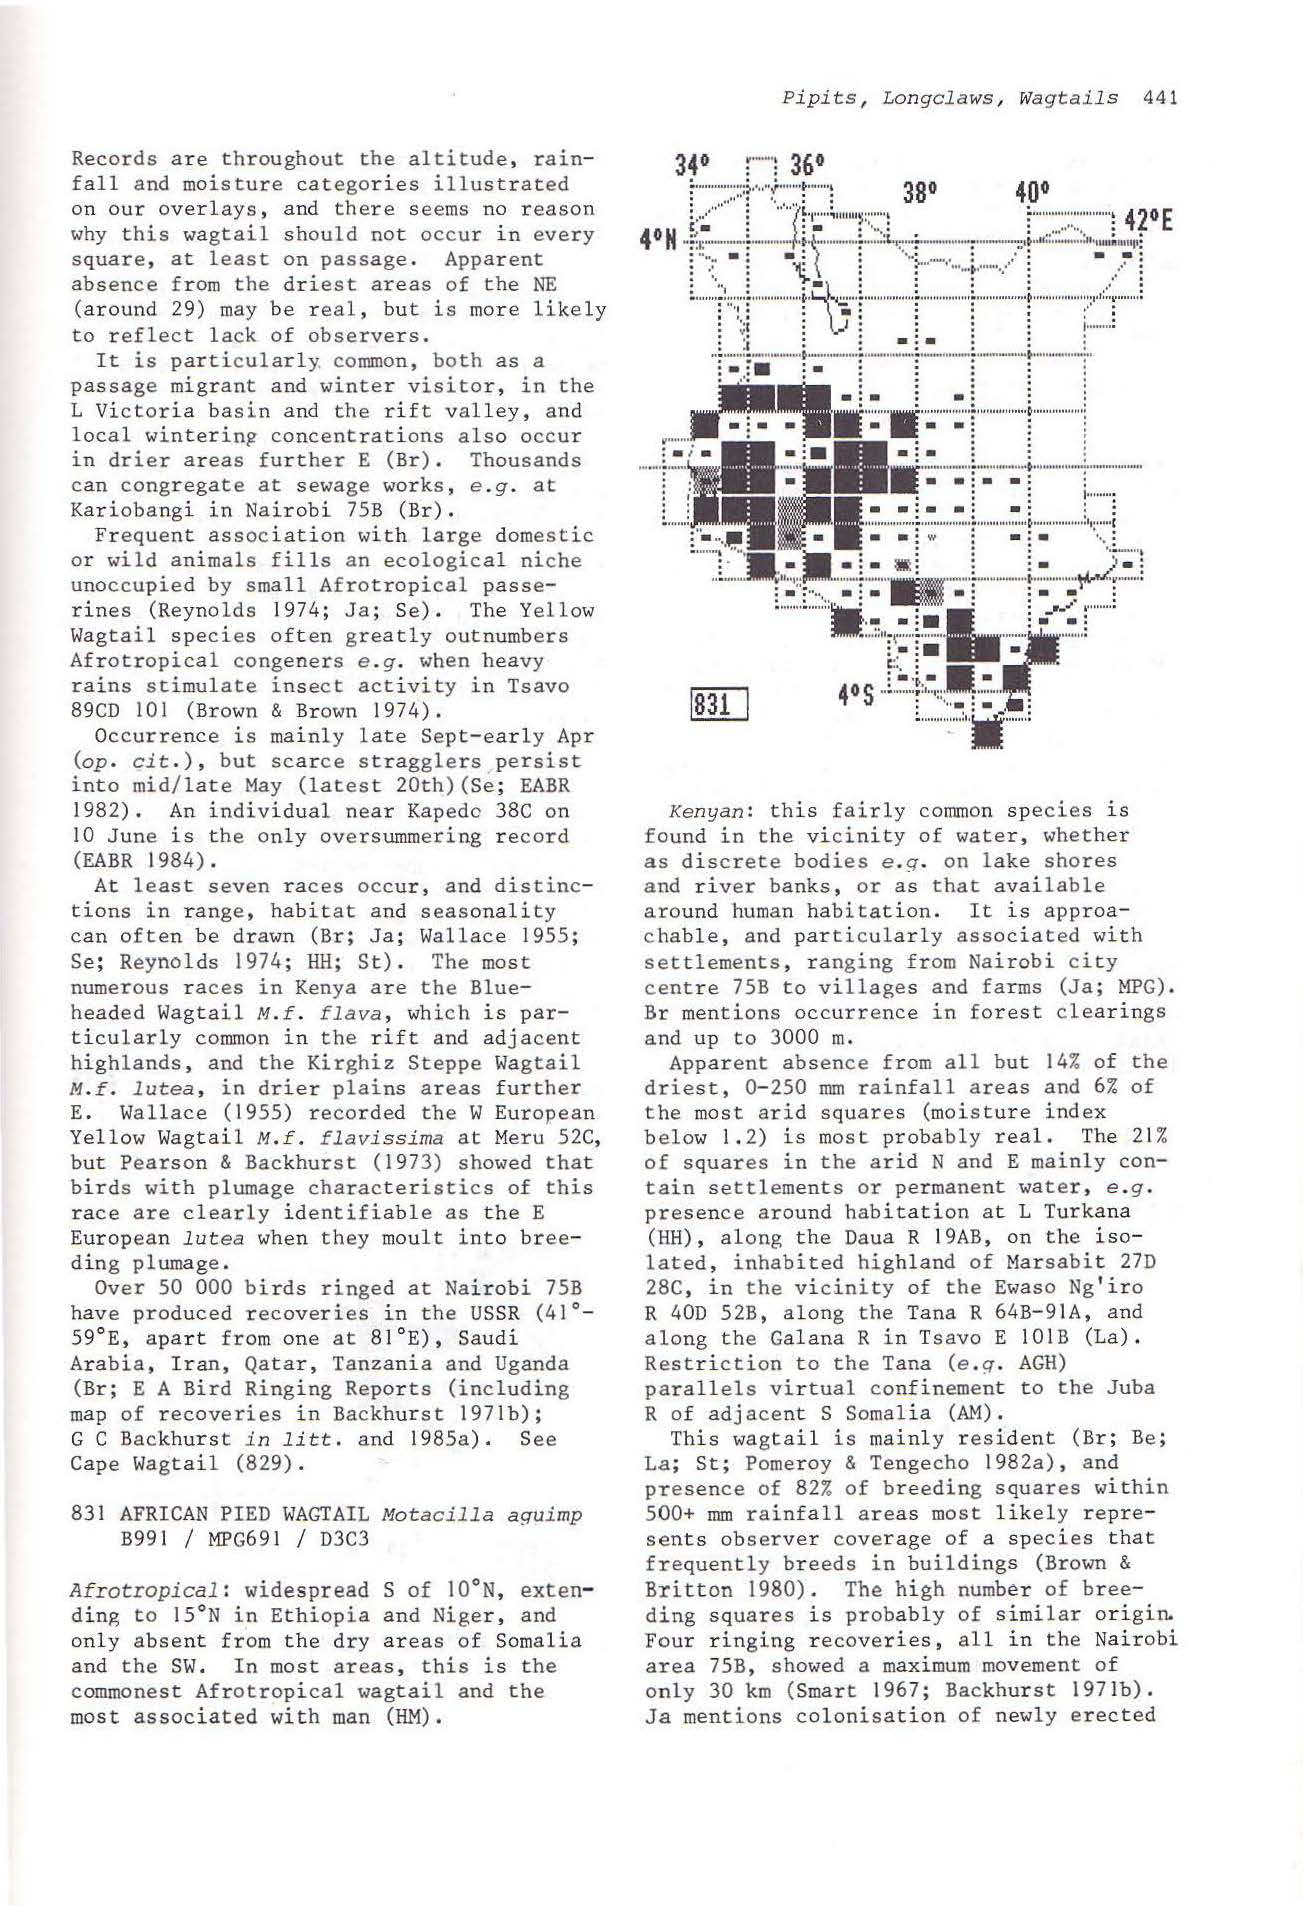 Pipits, Longclaws, Wagtails 441
Records are throughout the altitude, rain-
fall and moisture categories illustrated
on our overlays, and there seems no reason
why this wagtail should not occur in every
square, at least on passage. Apparent
absence from the driest areas of the NE
(around 29) may be real, but is more likely
to reflect lack of observers.
It is particularly common, both as a
passage migrant and winter visitor, in the
L Victoria basin and the rift valley, and
local wintering concentrations also occur
in drier areas further E (Br). Thousands
can congregate at sewage works, e.g. at
Kariobangi in Nairobi 75B (Br).
Frequent association with large domestic
or wild animals fills an ecological niche
unoccupied by small Afrotropical passe-
rines (Reynolds 1974; Ja; Se). The Yellow
Wagtail species often greatly outnumbers
Afrotropical congeners e.g. when heavy
rains stimulate insect activity in Tsavo
89CD 101 (Brown & Brown 1974).
Occurrence is mainly late Sept-early Apr
(op. cit.), but scarce stragglers persist
into mid/late May (latest 20th)(Se; EABR
1982). An individual near Kapedo 38C on
10 June is the only oversummering record
(EABR 1984).
At least seven races occur, and distinc-
tions in range, habitat and seasonality
can often be drawn (Br; Ja; Wallace 1955;
Se; Reynolds 1974; HH; St). The most
numerous races in Kenya are the Blue-
headed Wagtail M.f. flava, which is par-
ticularly common in the rift and adjacent
highlands, and the Kirghiz Steppe Wagtail
M.f. lutea, in drier plains areas further
E. Wallace (1955) recorded the W European
Yellow Wagtail M.f. flavissima at Meru 52C,
but Pearson & Backhurst (1973) showed that
birds with plumage characteristics of this
race are clearly identifiable as the E
European lutea when they moult into bree-
ding plumage.
Over 50 000 birds ringed at Nairobi 75B
have produced recoveries in the USSR (41°-
59°E, apart from one at 81°E), Saudi
Arabia, Iran, Qatar, Tanzania and Uganda
(Br; E A Bird Ringing Reports (including
map of recoveries in Backhurst 1971b);
G C Backhurst in litt. and 1985a). See
Cape Wagtail (829).
831 AFRICAN PIED WAGTAIL Motacilla aguimp
B991 / MPG691 / D3C3
Afrotropical: widespread S of 10°N, exten-
ding to 15°N in Ethiopia and Niger, and
only absent from the dry areas of Somalia
and the SW. In most areas, this is the
commonest Afrotropical wagtail and the
most associated with man (HM).
34° 36°
38° 40°
42°E
4°N
4°S
831
Kenyan: this fairly common species is
found in the vicinity of water, whether
as discrete bodies e.g. on lake shores
and river banks, or as that available
around human habitation. It is approa-
chable, and particularly associated with
settlements, ranging from Nairobi city
centre 75B to villages and farms (Ja; MPG).
Br mentions occurrence in forest clearings
and up to 3000 m.
Apparent absence from all but 14% of the
driest, 0-250 mm rainfall areas and 6% of
the most arid squares (moisture index
below 1.2) is most probably real. The 21%
of squares in the arid N and E mainly con-
tain settlements or permanent water, e.g.
presence around habitation at L Turkana
(HH), along the Daua R 19AB, on the iso-
lated, inhabited highland of Marsabit 27D
28C, in the vicinity of the Ewaso Ng'iro
R 40D 52B, along the Tana R 64B-91A, and
along the Galana R in Tsavo E 101B (La).
Restriction to the Tana (e.g. AGH)
parallels virtual confinement to the Juba
R of adjacent S Somalia (AM).
This wagtail is mainly resident (Br; Be;
La; St; Pomeroy & Tengecho 1982a), and
presence of 82% of breeding squares within
500+ mm rainfall areas most likely repre-
sents observer coverage of a species that
frequently breeds in buildings (Brown &
Britton 1980). The high number of bree-
ding squares is probably of similar origin.
Four ringing recoveries, all in the Nairobi
area 75B, showed a maximum movement of
only 30 km (Smart 1967; Backhurst 1971b).
Ja mentions colonisation of newly erected